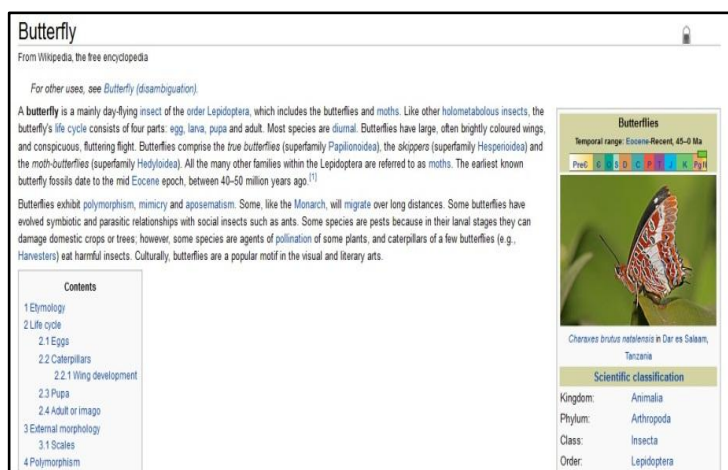 Butterfly
From Wikipedia, the free encyclopedia
For other uses, see Butterfly (disambiguation).
A butterfly is a mainly day-flying insect of the order Lepidoptera, which includes the butterflies and moths. Like other holometabolous insects, the
butterfly's life cycle consists of four parts: egg, larva, pupa and adult. Most species are diurnal. Butterflies have large, often brightly coloured wings,
and conspicuous, fluttering flight. Butterflies comprise the true butterflies (superfamily Papilionoidea), the skippers (superfamily Hesperioidea) and
the moth-butterflies (superfamily Hedyloidea). All the many other families within the Lepidoptera are referred to as moths. The earliest known
butterfly fossils date to the mid Eocene epoch, between 40–50 million years ago.[1]
Butterflies exhibit polymorphism, mimicry and aposematism. Some, like the Monarch, will migrate over long distances. Some butterflies have
evolved symbiotic and parasitic relationships with social insects such as ants. Some species are pests because in their larval stages they can
damage domestic crops or trees; however, some species are agents of pollination of some plants, and caterpillars of a few butterflies (e.g.,
Harvesters) eat harmful insects. Culturally, butterflies are a popular motif in the visual and literary arts.
Contents
1 Etymology
2 Life cycle
2.1 Eggs
2.2 Caterpillars
2.2.1 Wing development
2.3 Pupa
2.4 Adult or imago
3 External morphology
3.1 Scales
4 Polymorphism
Butterflies
Temporal range: Eocene-Recent, 45–0 Ma
PreЄ Є O S D C P T J K Pg N
Charaxes brutus natalensis in Dar es Salaam,
Tanzania
Scientific classification
Kingdom: Animalia
Phylum: Arthropoda
Class: Insecta
Order: Lepidoptera